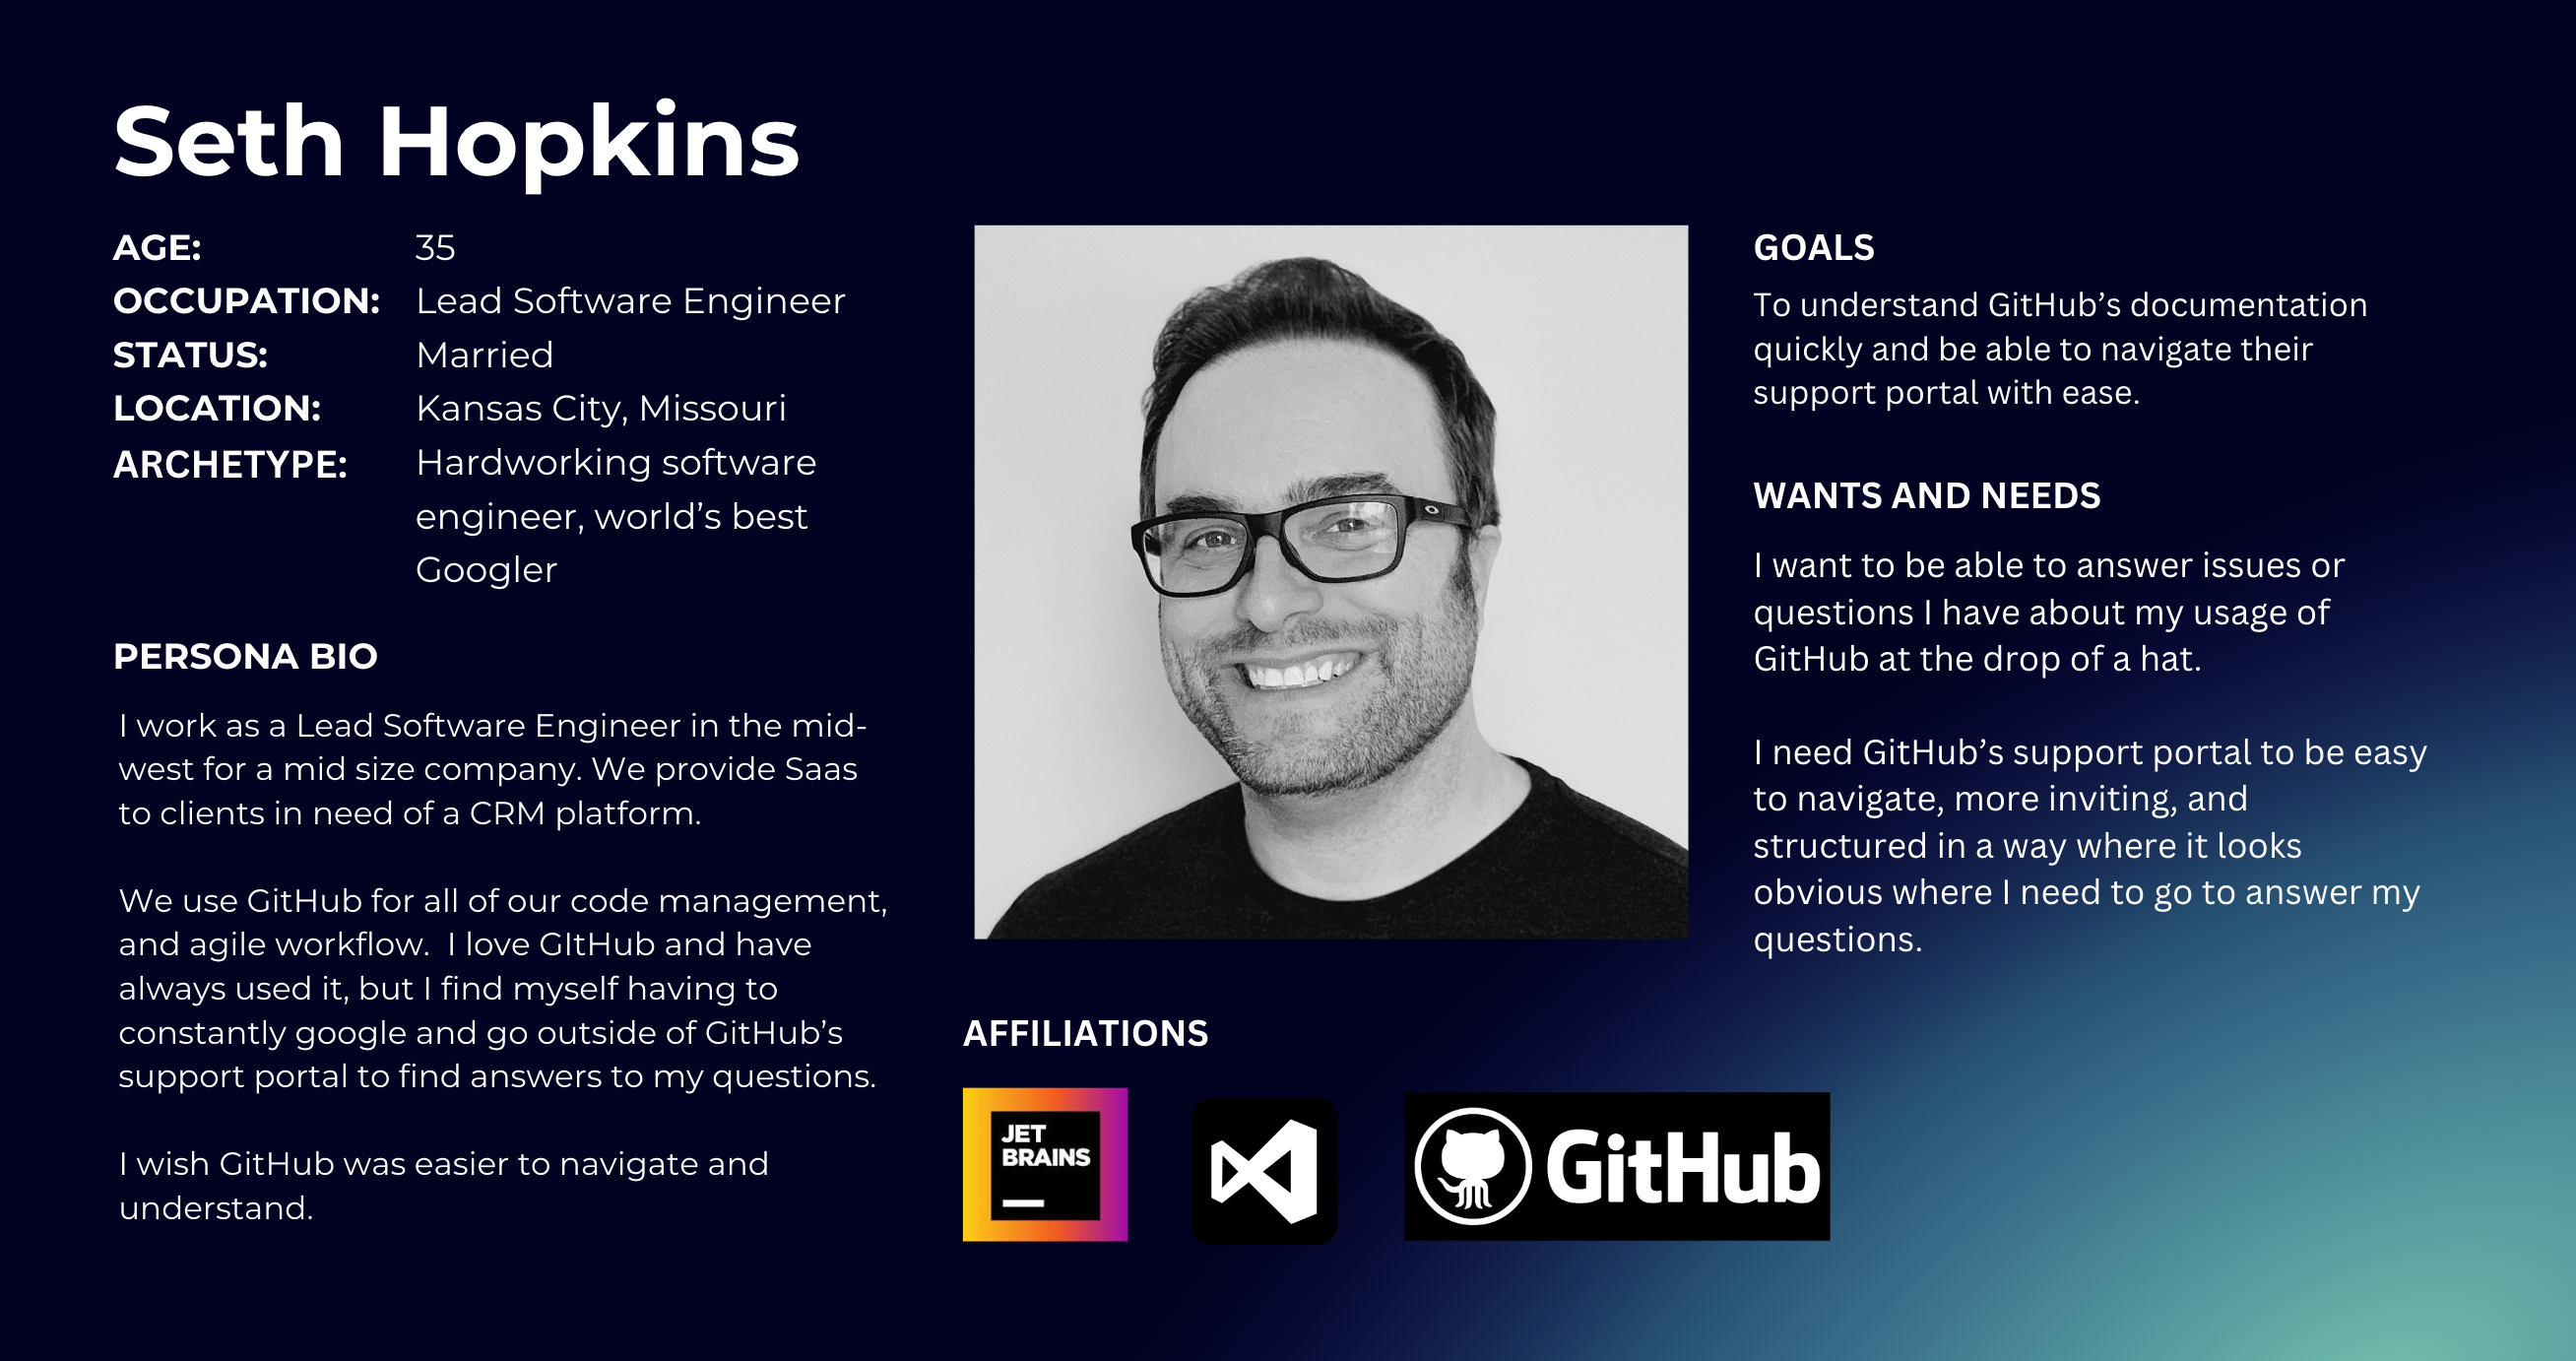 Seth Hopkins
AGE: 35
OCCUPATION: Lead Software Engineer
STATUS: Married
LOCATION: Kansas City, Missouri
ARCHETYPE: Hardworking software
engineer, world’s best
Googler
PERSONA BIO
I work as a Lead Software Engineer in the mid-
west for a mid size company. We provide Saas
to clients in need of a CRM platform.
We use GitHub for all of our code management,
and agile workflow.  I love GItHub and have
always used it, but I find myself having to
constantly google and go outside of GitHub’s
support portal to find answers to my questions.
I wish GitHub was easier to navigate and
understand.
AFFILIATIONS
JET
BRAINS
GitHub
GOALS
To understand GitHub’s documentation
quickly and be able to navigate their
support portal with ease.
WANTS AND NEEDS
I want to be able to answer issues or
questions I have about my usage of
GitHub at the drop of a hat.
I need GitHub’s support portal to be easy
to navigate, more inviting, and
structured in a way where it looks
obvious where I need to go to answer my
questions.